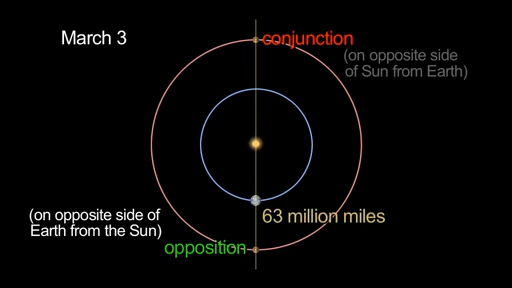 March 3
conjunction
(on opposite side
of Sun from Earth)
(on opposite side of
Earth from the Sun)
63 million miles
opposition